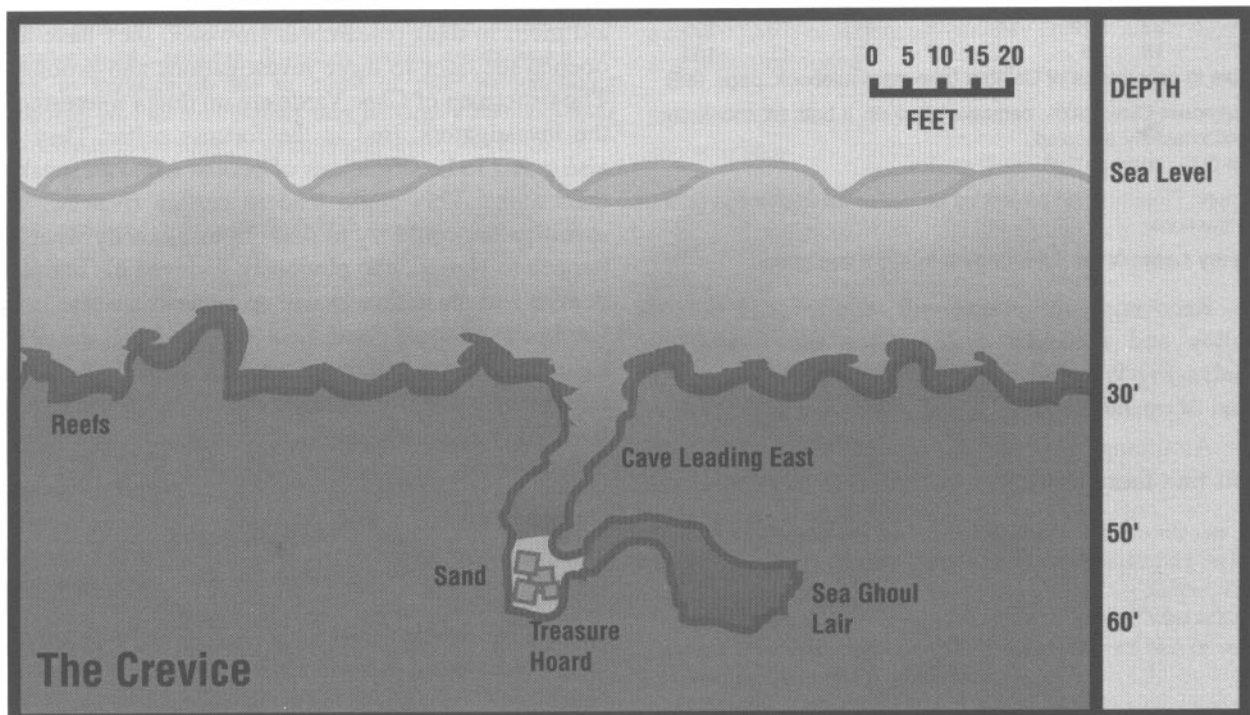 0 5 10 15 20
FEET
DEPTH
Sea Level
30'
Reefs
Cave Leading East
50'
Sand
Sea Ghoul
Lair
60'
Treasure
Hoard
The Crevice